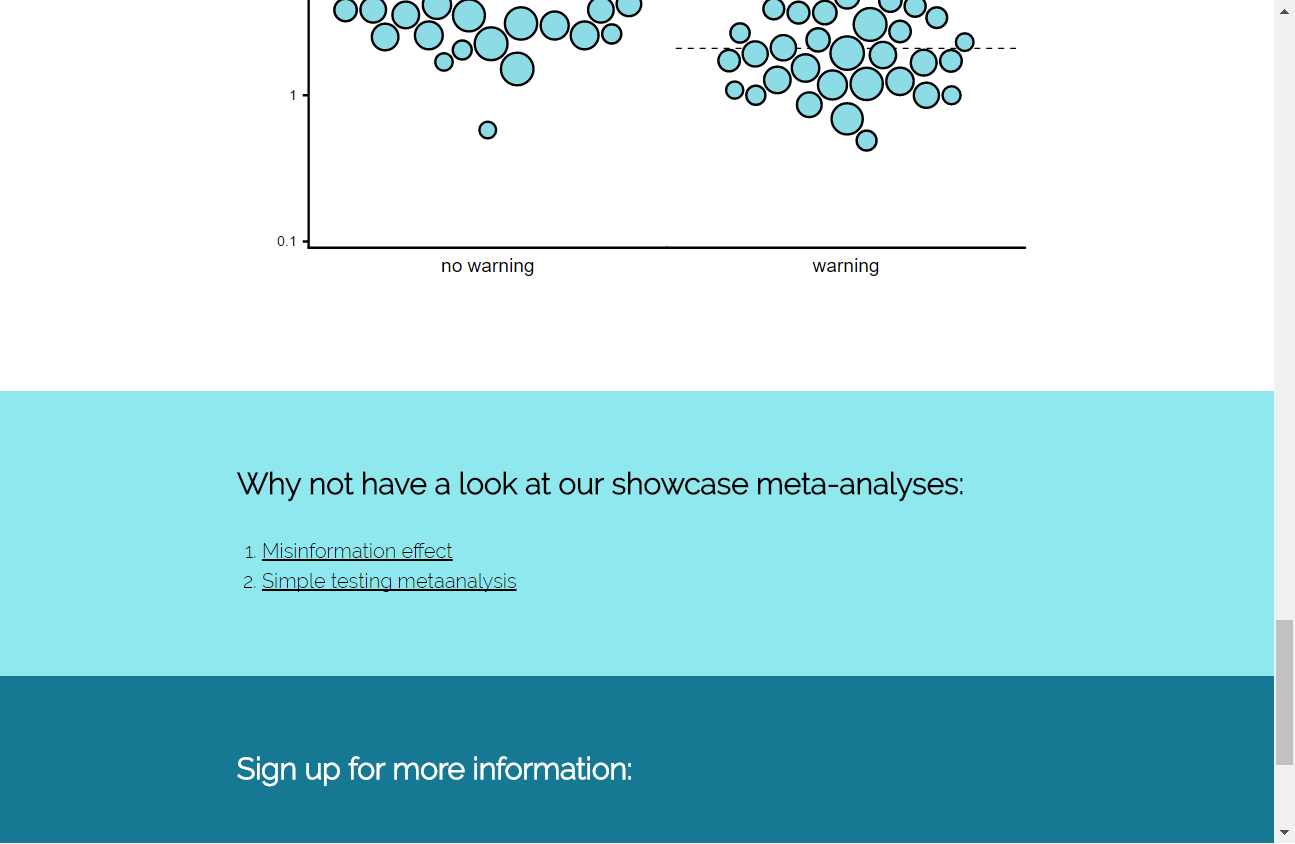 1
0.1
no warning warning
Why not have a look at our showcase meta-analyses:
1. Misinformation effect
2. Simple testing metaanalysis
Sign up for more information: